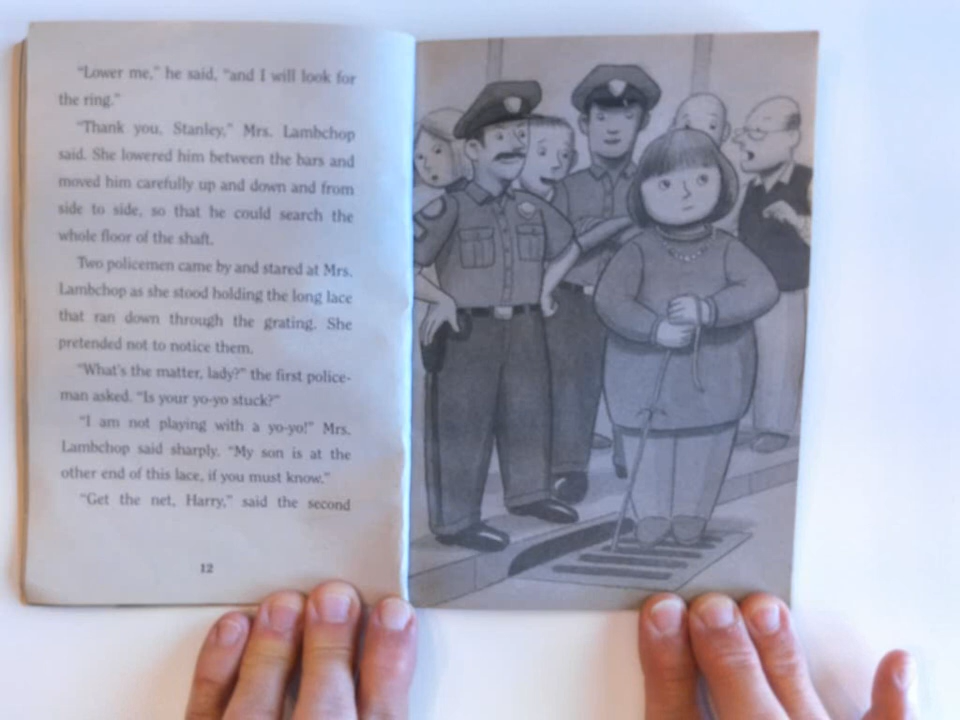 “Lower me,” he said, “and I will look for
the ring.”
“Thank you, Stanley,” Mrs. Lambchop
said. She lowered him between the bars and
moved him carefully up and down and from
side to side, so that he could search the
whole floor of the shaft.
Two policemen came by and stared at Mrs.
Lambchop as she stood holding the long lace
that ran down through the grating. She
pretended not to notice them.
“What’s the matter, lady?” the first police-
man asked. “Is your yo-yo stuck?”
“I am not playing with a yo-yo!” Mrs.
Lambchop said sharply. “My son is at the
other end of this lace, if you must know.”
“Get the net, Harry,” said the second
12